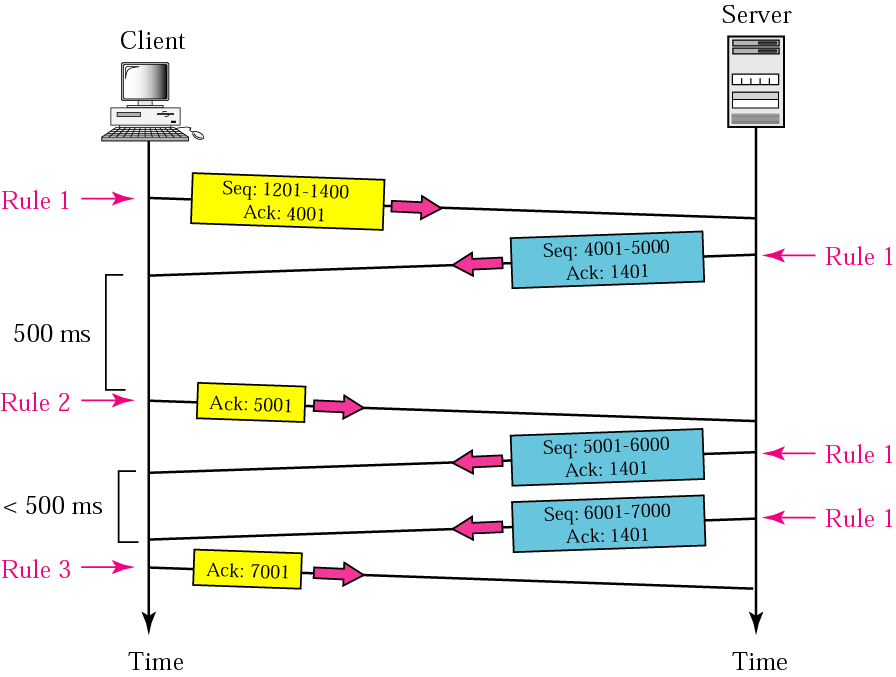 Server
Client
Rule 1
Seq: 1201-1400
Ack: 4001
Seq: 4001-5000
Ack: 1401
Rule 1
500 ms
Rule 2
Ack: 5001
Seq: 5001-6000
Ack: 1401
Rule 1
< 500 ms
Seq: 6001-7000
Ack: 1401
Rule 1
Rule 3
Ack: 7001
Time
Time